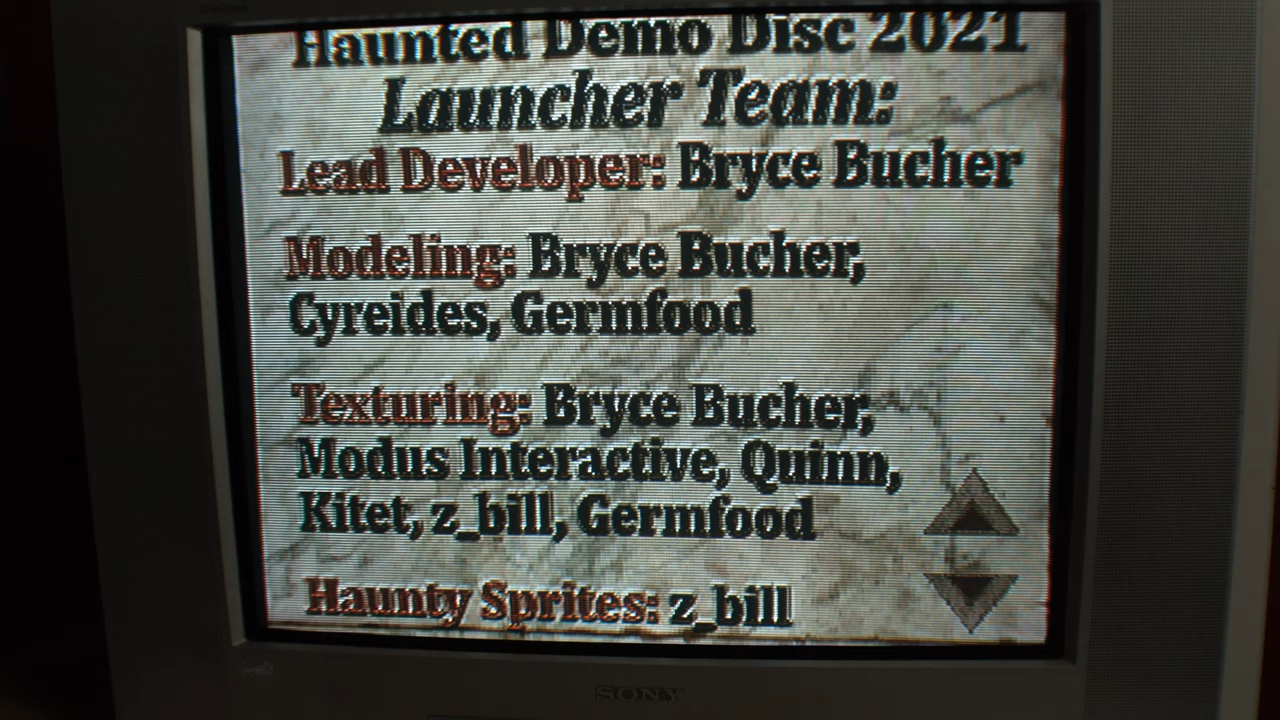 Haunted Demo Disc 2021
Launcher Team:
Lead Developer: Bryce Bucher
Modeling: Bryce Bucher,
Cyreides, Germfood
Texturing: Bryce Bucher,
Modus Interactive, Quinn,
Kitet, z_bill, Germfood
Haunty Sprites: z_bill
SONY